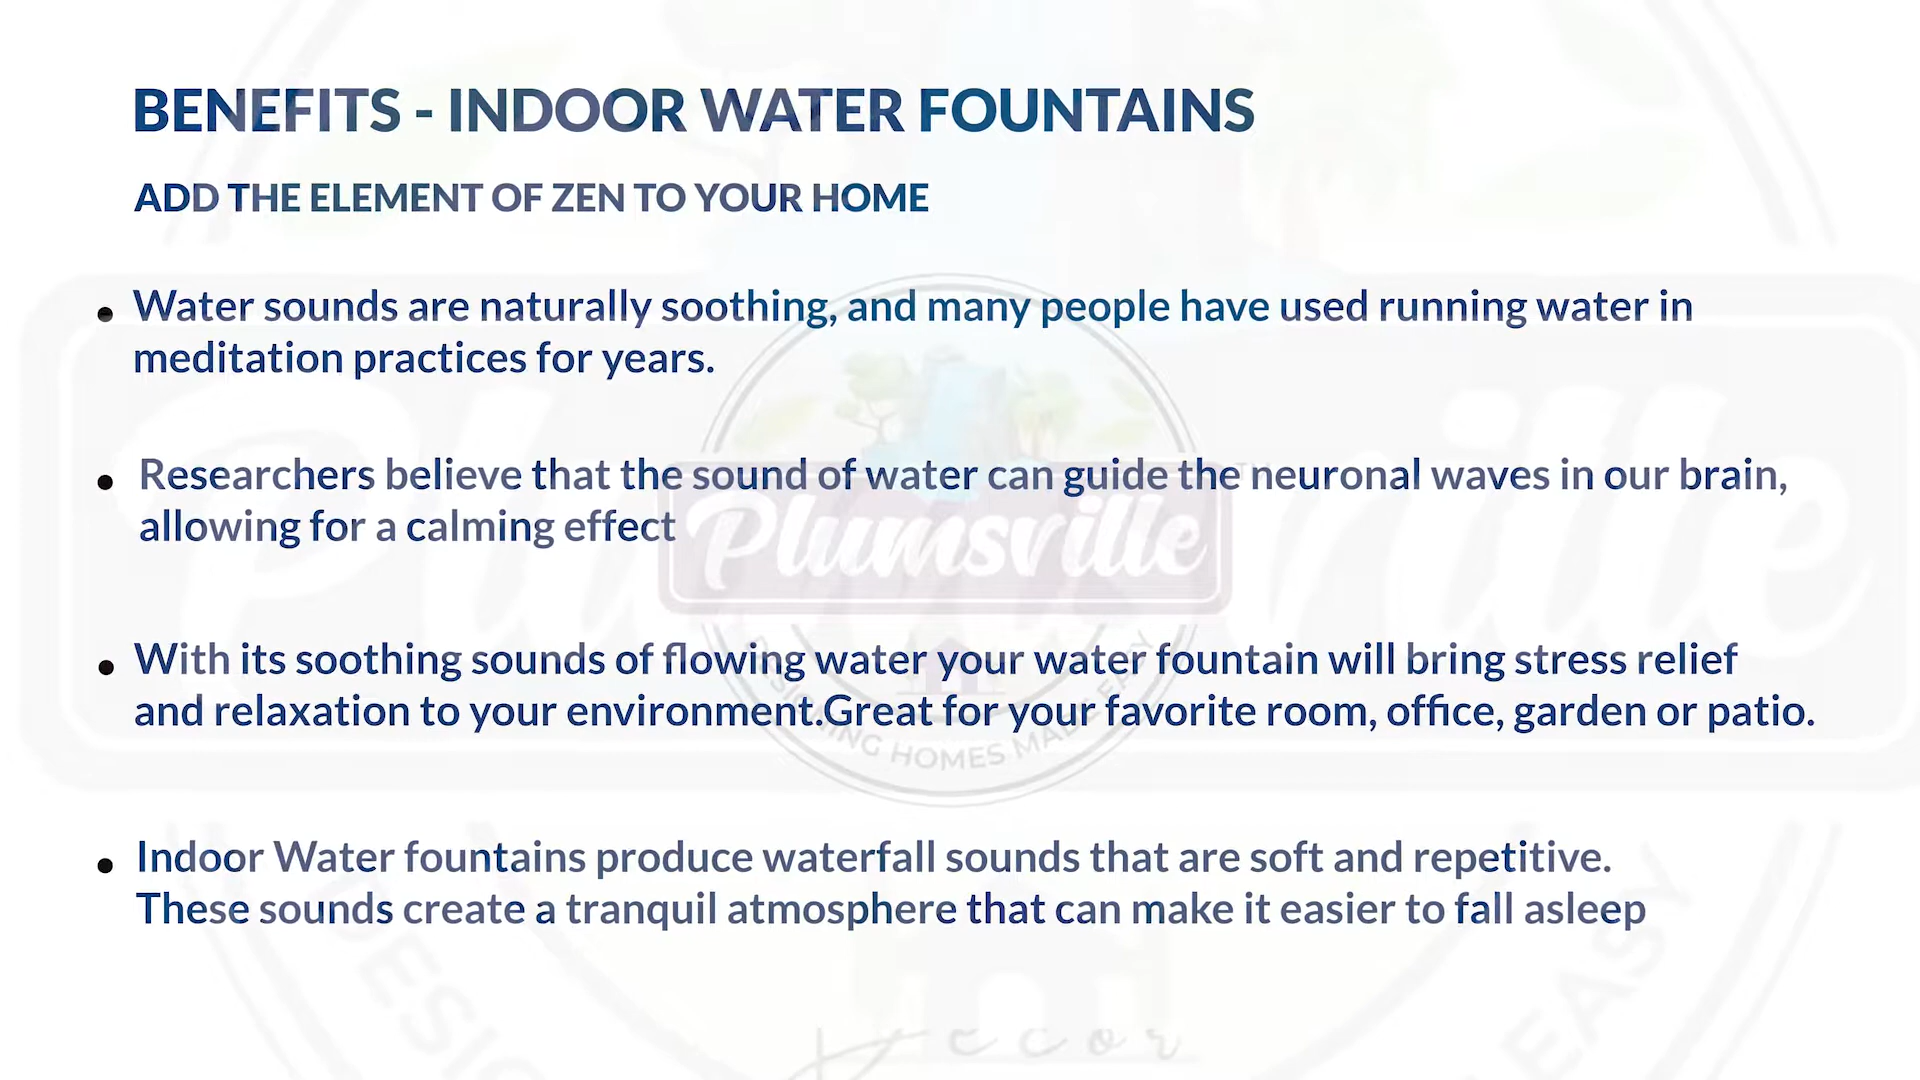 BENEFITS - INDOOR WATER FOUNTAINS
ADD THE ELEMENT OF ZEN TO YOUR HOME
• Water sounds are naturally soothing, and many people have used running water in
meditation practices for years.
• Researchers believe that the sound of water can guide the neuronal waves in our brain,
allowing for a calming effect
Plumsville
• With its soothing sounds of flowing water your water fountain will bring stress relief
and relaxation to your environment.Great for your favorite room, office, garden or patio.
DESIGNING HOMES MADE EASY
• Indoor Water fountains produce waterfall sounds that are soft and repetitive.
These sounds create a tranquil atmosphere that can make it easier to fall asleep